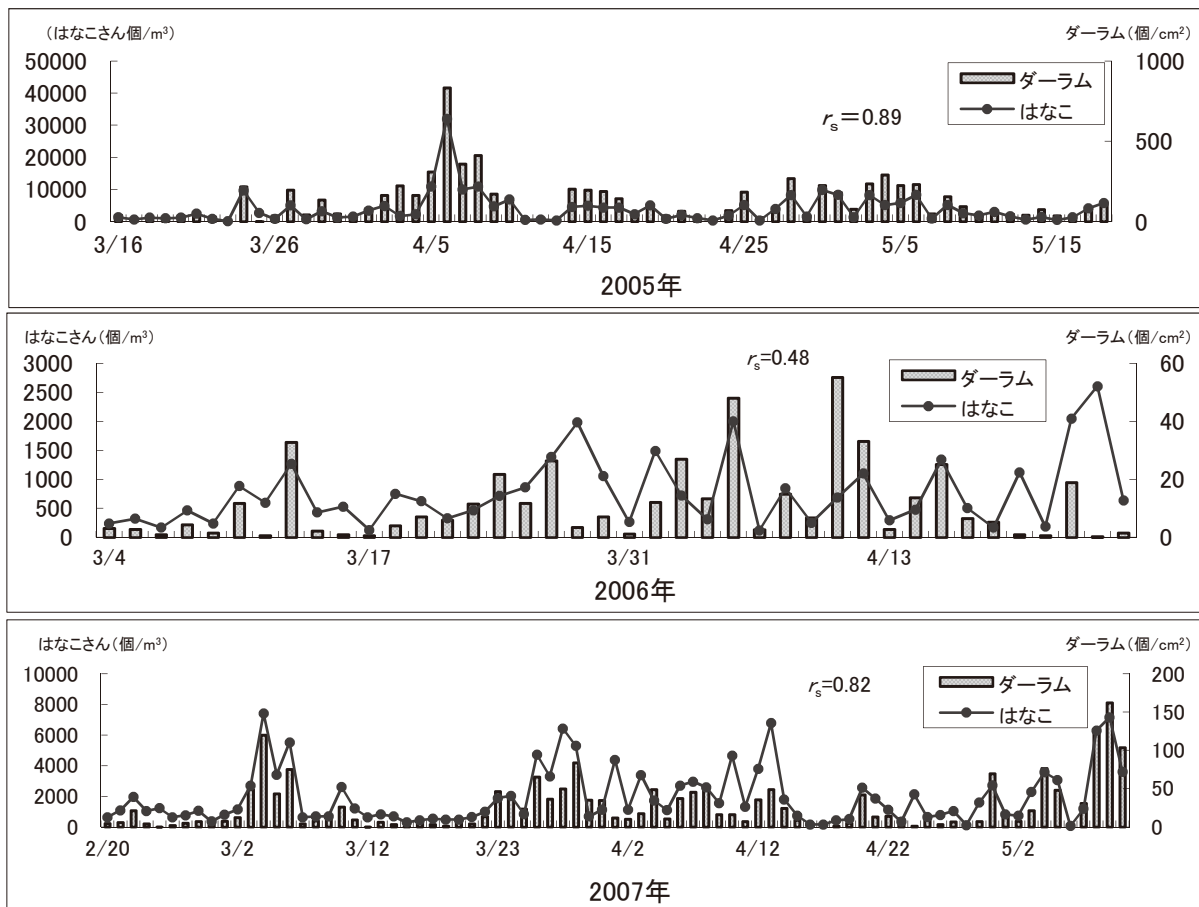 (はなこさん個/m³) ダーラム(個/cm²)
50000 1000
40000
30000
20000 500
10000
0 0
ダーラム
はなこ
rs=0.89
3/16 3/26 4/5 4/15 4/25 5/5 5/15
2005年
はなこさん(個/m³) ダーラム(個/cm²)
3000 60
2500
2000 40
1500
1000 20
500
0 0
rs=0.48
ダーラム
はなこ
3/4 3/17 3/31 4/13
2006年
はなこさん(個/m³) ダーラム(個/cm²)
10000 200
8000 150
6000
4000 100
2000 50
0 0
rs=0.82
ダーラム
はなこ
2/20 3/2 3/12 3/23 4/2 4/12 4/22 5/2
2007年